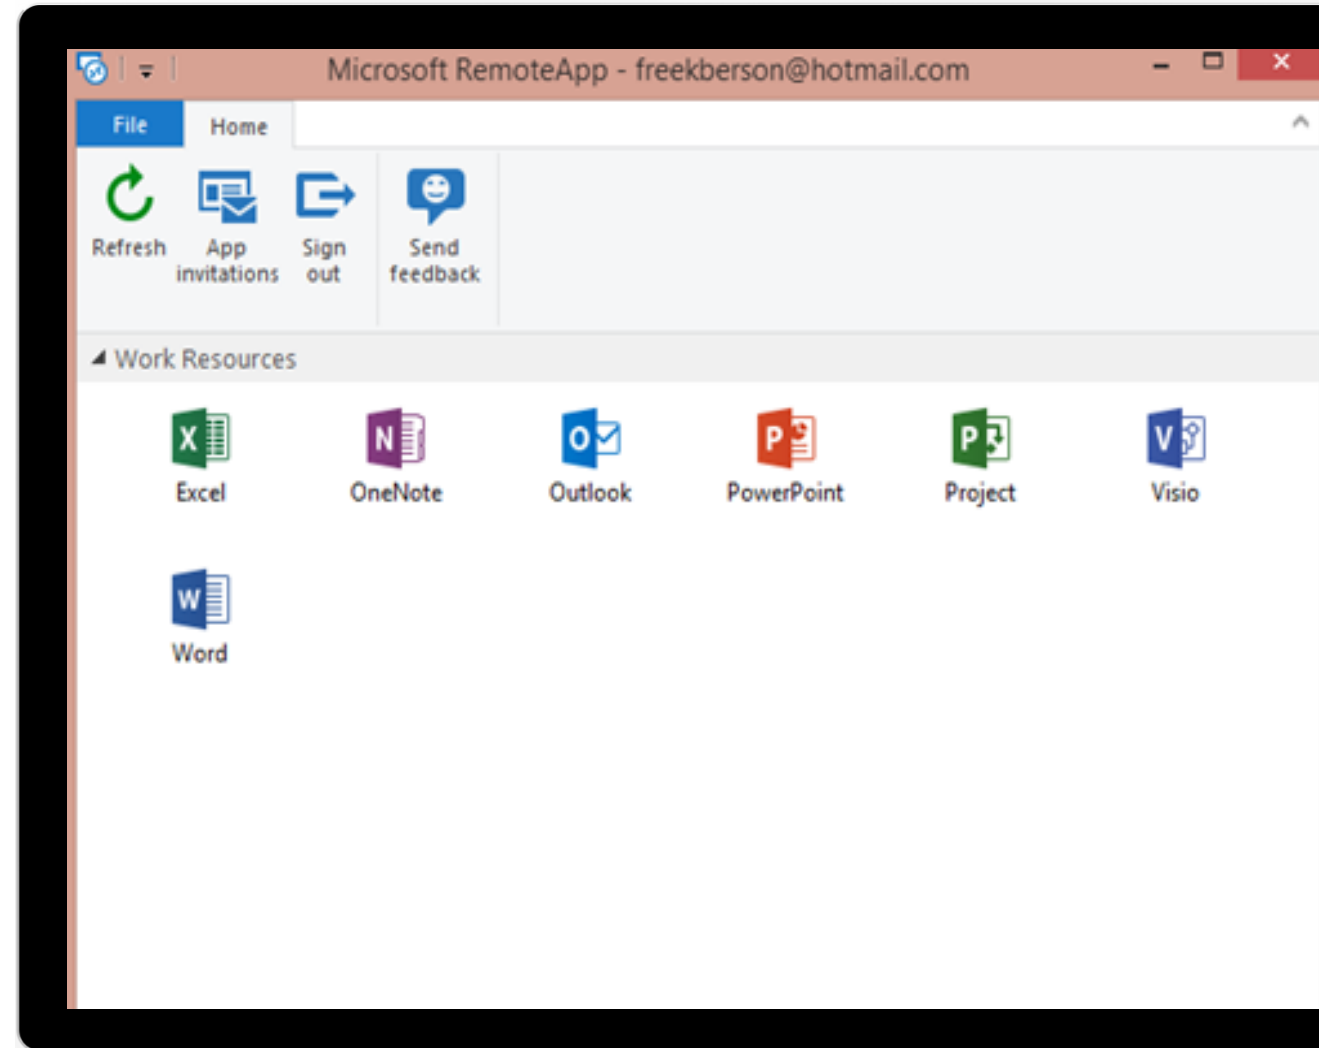 Microsoft RemoteApp - freekberson@hotmail.com
File Home
Refresh App invitations Sign out Send feedback
Work Resources
X N O P P V
Excel OneNote Outlook PowerPoint Project Visio
W
Word